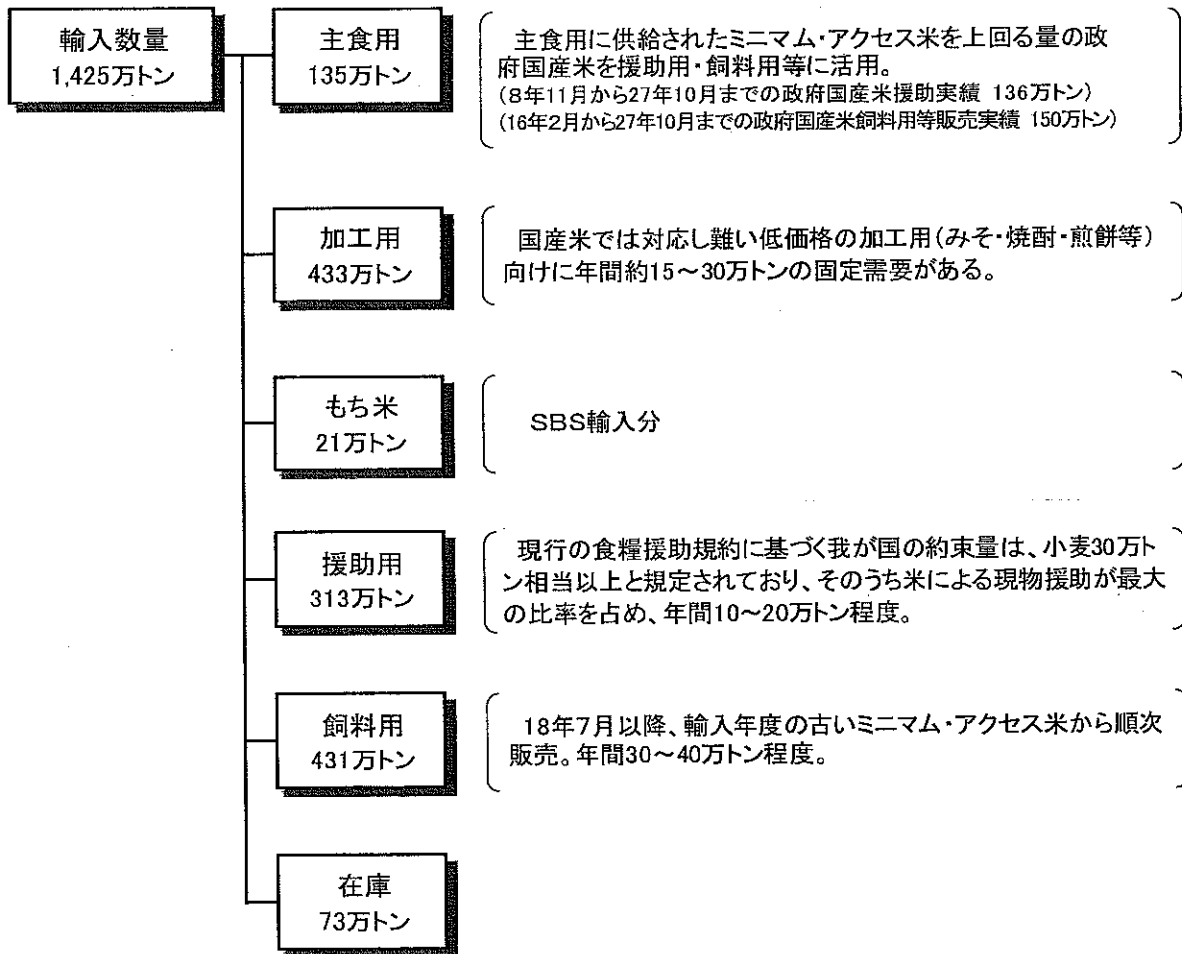 輸入数量
1,425万トン
主食用
135万トン
主食用に供給されたミニマム・アクセス米を上回る量の政
府国産米を援助用・飼料用等に活用。
(8年11月から27年10月までの政府国産米援助実績 136万トン)
(16年2月から27年10月までの政府国産米飼料用等販売実績 150万トン)
加工用
433万トン
国産米では対応し難い低価格の加工用(みそ・焼酎・煎餅等)
向けに年間約15～30万トンの固定需要がある。
もち米
21万トン
SBS輸入分
援助用
313万トン
現行の食糧援助規約に基づく我が国の約束量は、小麦30万ト
ン相当以上と規定されており、そのうち米による現物援助が最大
の比率を占め、年間10～20万トン程度。
飼料用
431万トン
18年7月以降、輸入年度の古いミニマム・アクセス米から順次
販売。年間30～40万トン程度。
在庫
73万トン